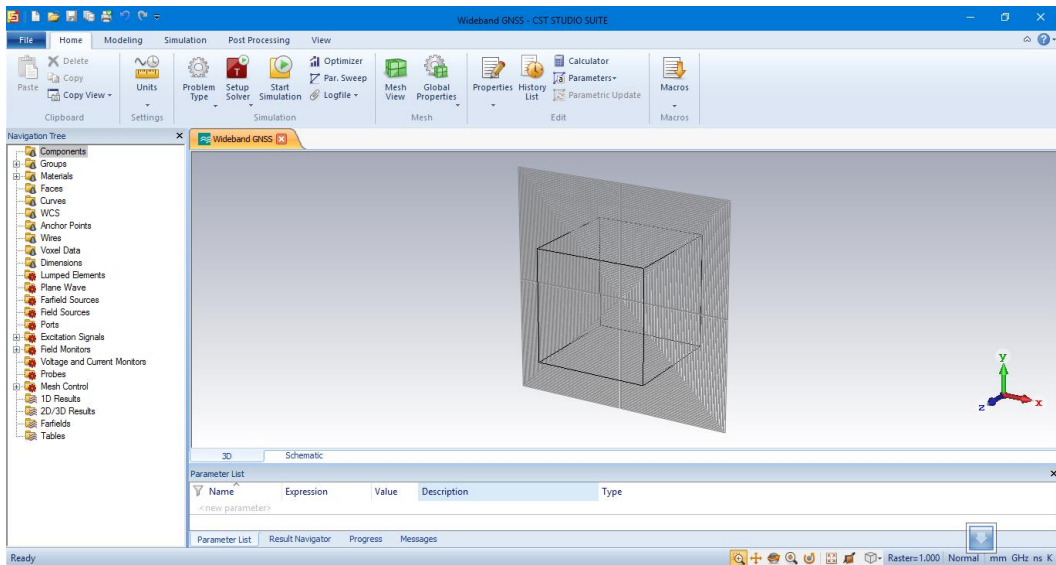 Wideband GNSS - CST STUDIO SUITE
File Home Modeling Simulation Post Processing View
Paste
Delete
Copy
Copy View
Clipboard
Units
Settings
Problem Type
Setup Solver
Start Simulation
Optimizer
Par. Sweep
Logfile
Simulation
Mesh View
Global Properties
Mesh
Properties
History List
Calculator
Parameters
Parametric Update
Edit
Macros
Macros
Navigation Tree
Components
Groups
Materials
Faces
Curves
WCS
Anchor Points
Wires
Voxel Data
Dimensions
Lumped Elements
Plane Wave
Farfield Sources
Field Sources
Ports
Excitation Signals
Field Monitors
Voltage and Current Monitors
Probes
Mesh Control
1D Results
2D/3D Results
Farfields
Tables
Wideband GNSS
y
z
x
3D Schematic
Parameter List
Name Expression Value Description Type
<new parameter>
Parameter List Result Navigator Progress Messages
Ready
Raster=1.000 Normal mm GHz ns K